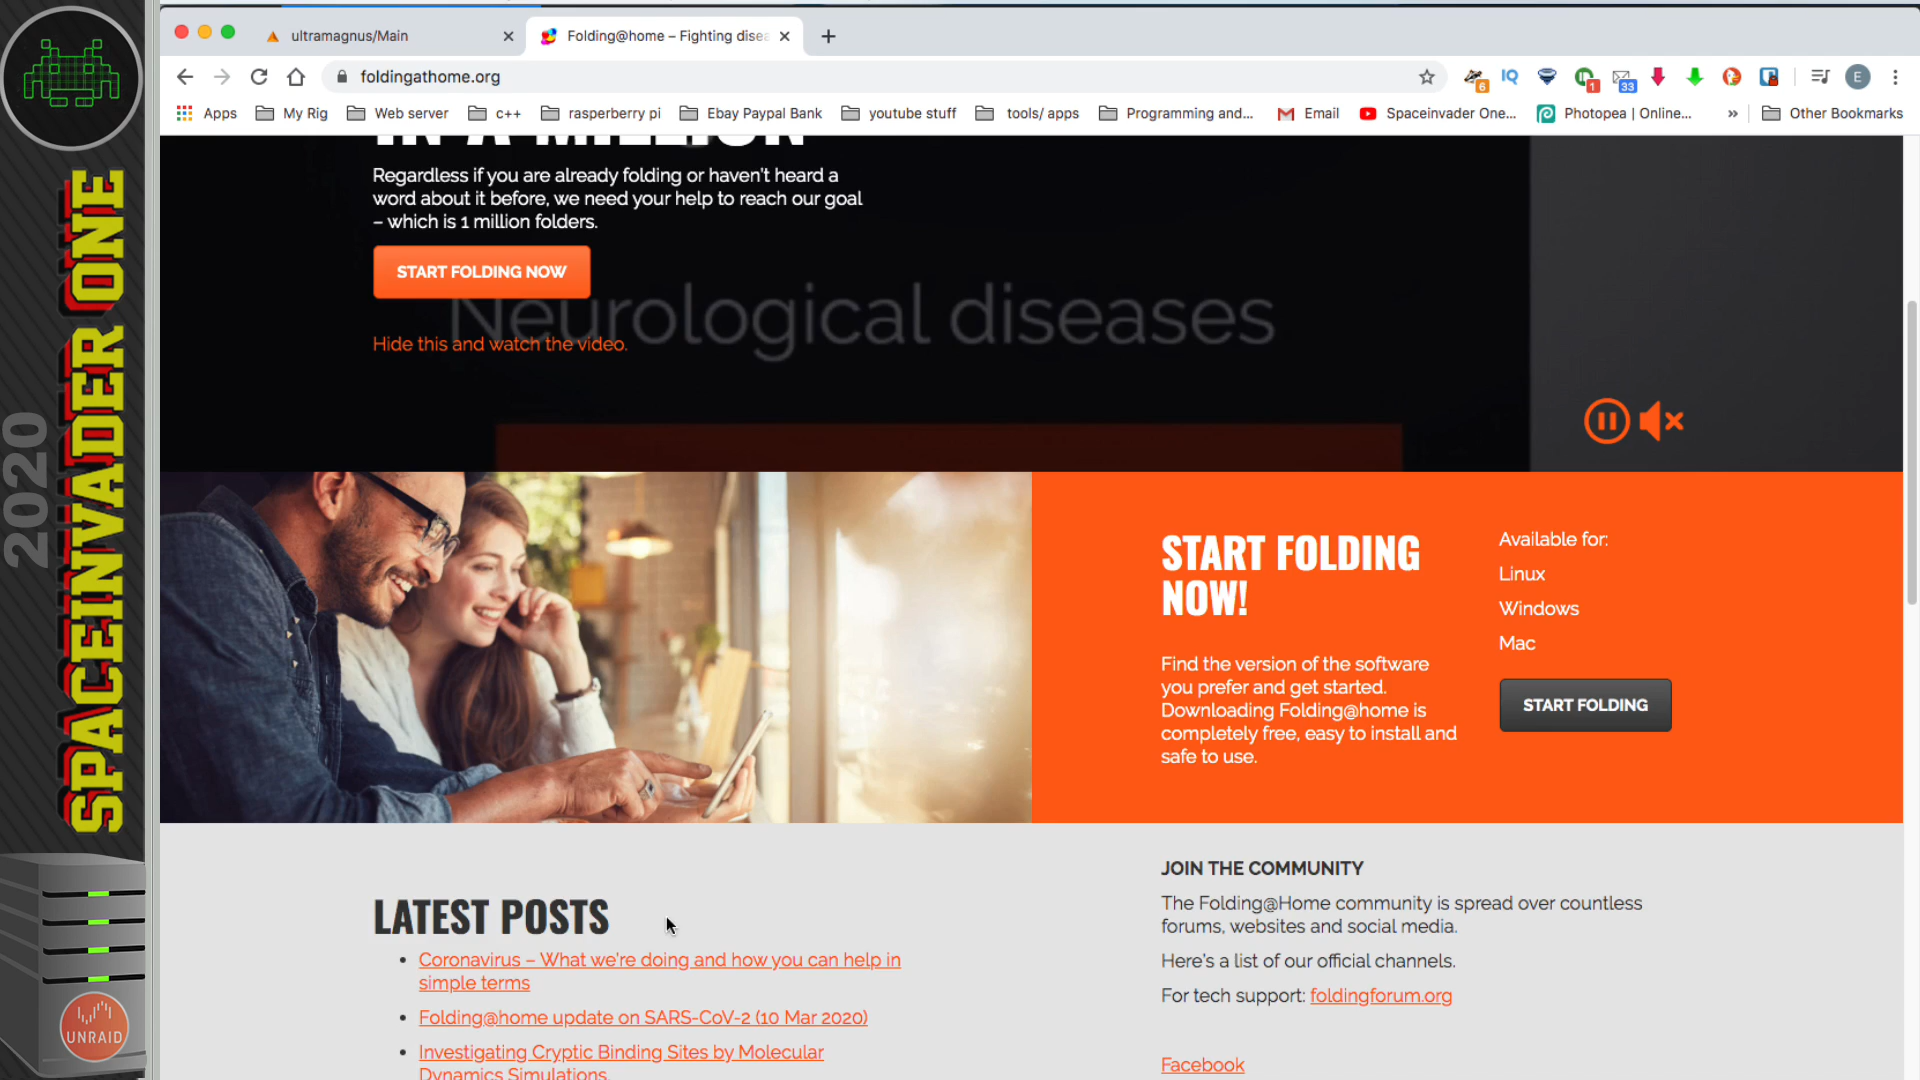 2020
SPACEINVADER ONE
UNRAID
ultramagnus/Main
Folding@home – Fighting disea
foldingathome.org
6
IQ
1
33
E
Apps
My Rig
Web server
c++
rasperberry pi
Ebay Paypal Bank
youtube stuff
tools/ apps
Programming and...
Email
Spaceinvader One...
Photopea | Online...
»
Other Bookmarks
IN A MILLION
Regardless if you are already folding or haven't heard a
word about it before, we need your help to reach our goal
– which is 1 million folders.
START FOLDING NOW
Neurological diseases
Hide this and watch the video.
START FOLDING
NOW!
Find the version of the software
you prefer and get started.
Downloading Folding@home is
completely free, easy to install and
safe to use.
Available for:
Linux
Windows
Mac
START FOLDING
LATEST POSTS
• Coronavirus – What we're doing and how you can help in
simple terms
• Folding@home update on SARS-CoV-2 (10 Mar 2020)
• Investigating Cryptic Binding Sites by Molecular
Dynamics Simulations.
JOIN THE COMMUNITY
The Folding@Home community is spread over countless
forums, websites and social media.
Here's a list of our official channels.
For tech support: foldingforum.org
Facebook